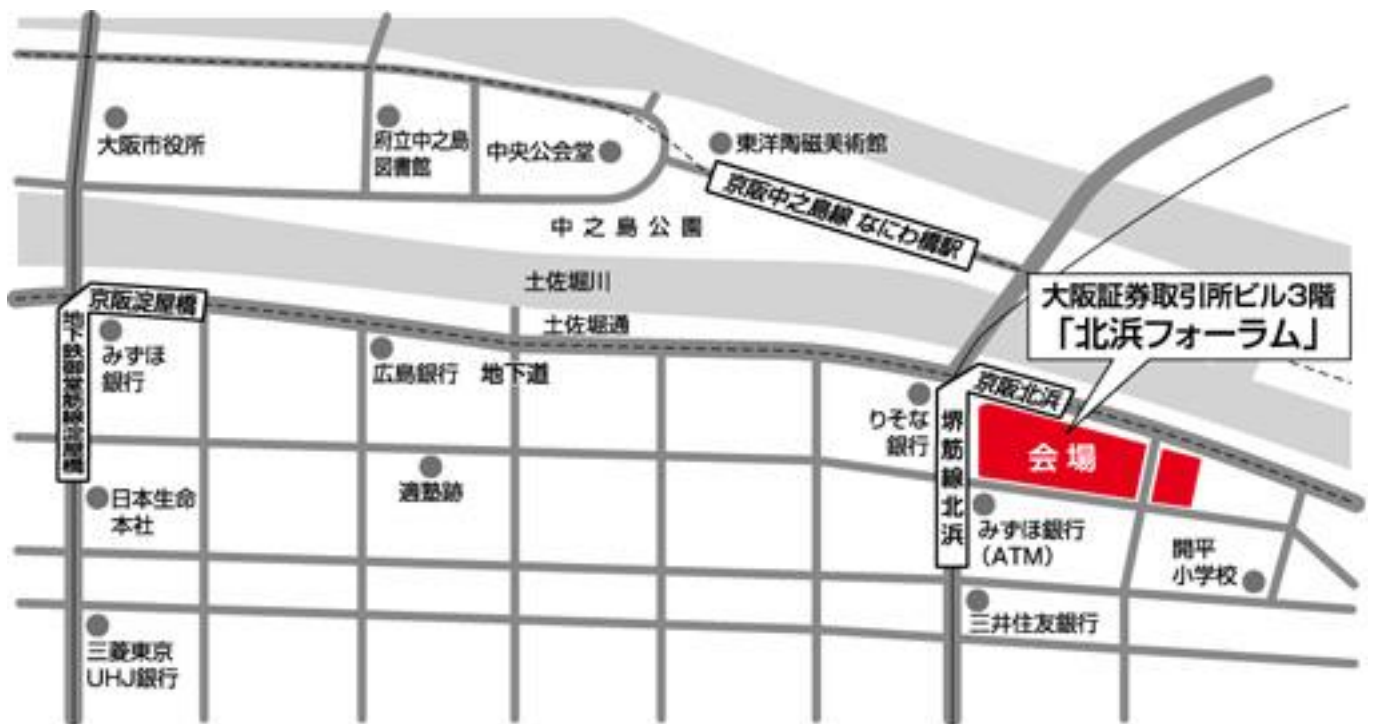 大阪市役所
府立中之島
図書館
中央公会堂
東洋陶磁美術館
京阪中之島線 なにわ橋駅
中之島公園
土佐堀川
土佐堀通
大阪証券取引所ビル3階
「北浜フォーラム」
京阪淀屋橋
地下鉄御堂筋線淀屋橋
みずほ
銀行
広島銀行
地下道
りそな
銀行
京阪北浜
堺筋線北浜
会場
適塾跡
日本生命
本社
みずほ銀行
(ATM)
開平
小学校
三井住友銀行
三菱東京
UHJ銀行